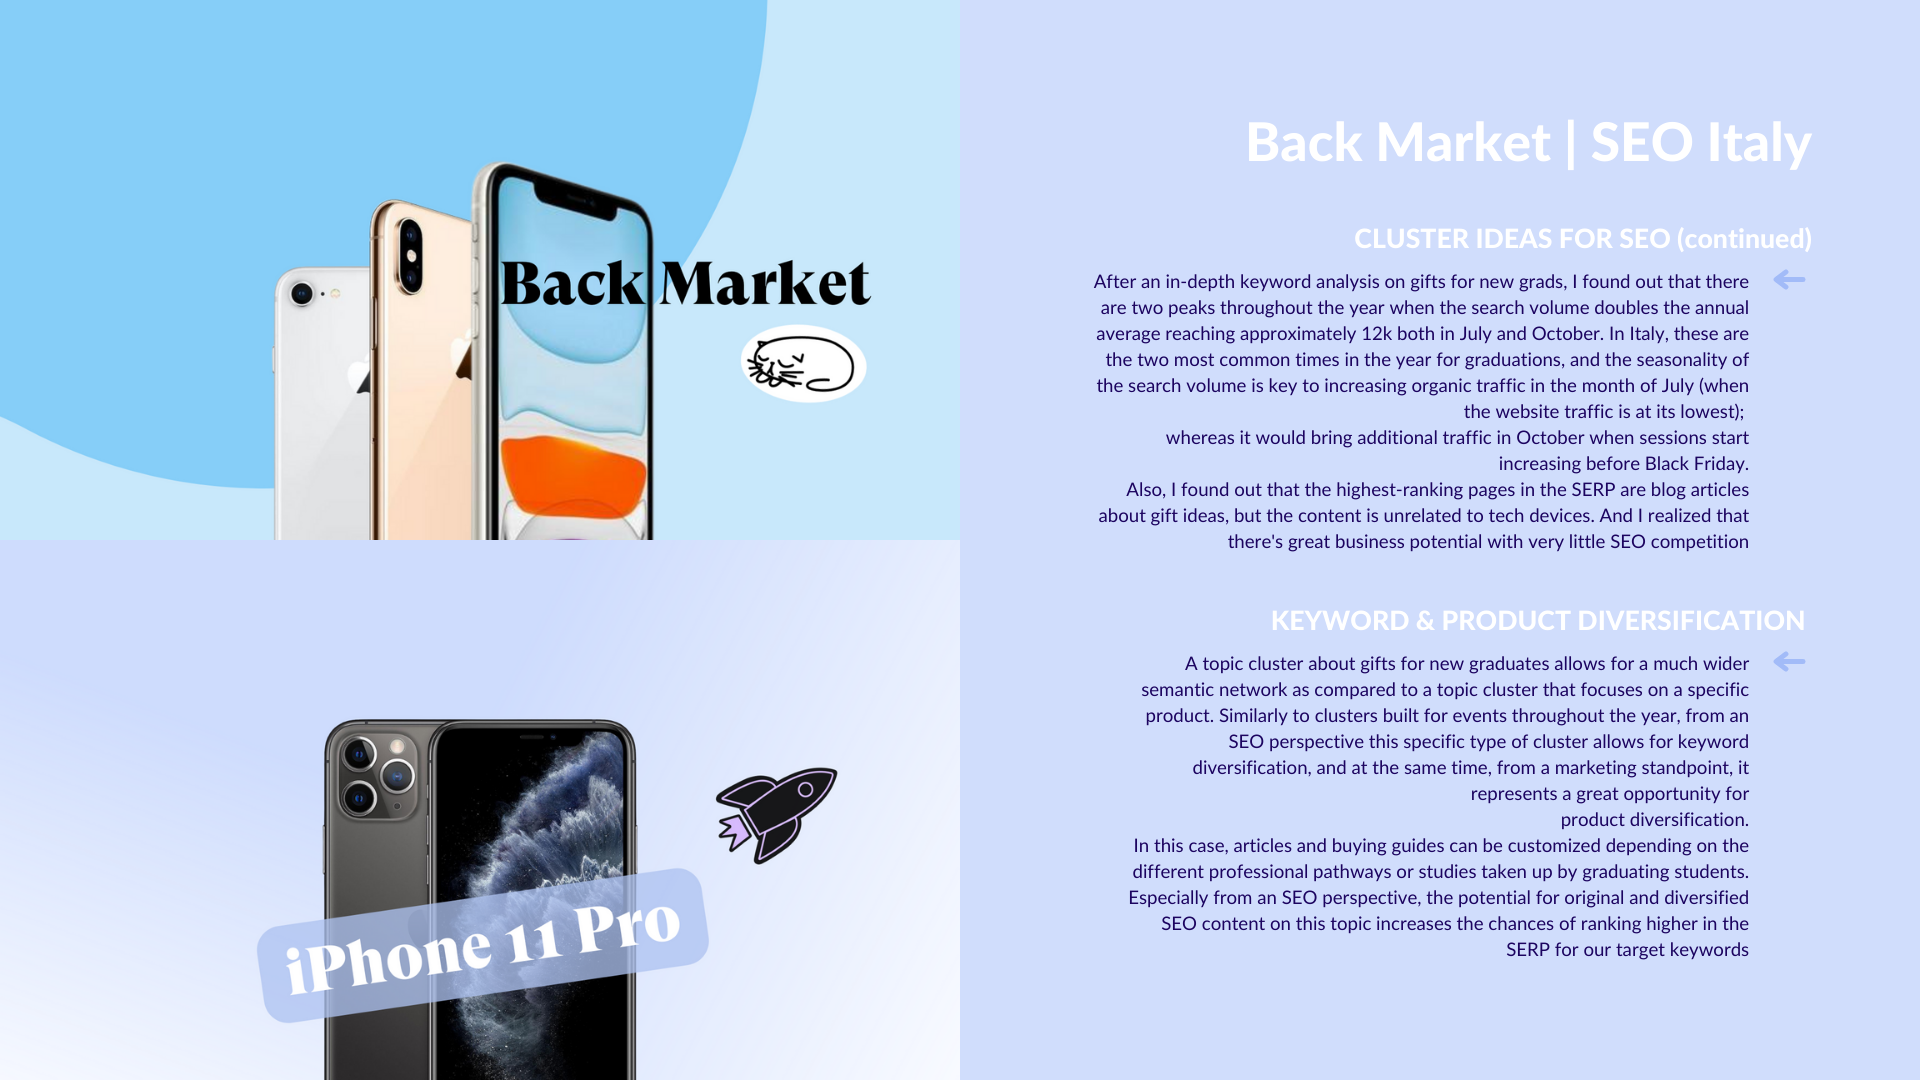 Back Market
iPhone 11 Pro
Back Market | SEO Italy
CLUSTER IDEAS FOR SEO (continued)
After an in-depth keyword analysis on gifts for new grads, I found out that there
are two peaks throughout the year when the search volume doubles the annual
average reaching approximately 12k both in July and October. In Italy, these are
the two most common times in the year for graduations, and the seasonality of
the search volume is key to increasing organic traffic in the month of July (when
the website traffic is at its lowest);
whereas it would bring additional traffic in October when sessions start
increasing before Black Friday.
Also, I found out that the highest-ranking pages in the SERP are blog articles
about gift ideas, but the content is unrelated to tech devices. And I realized that
there's great business potential with very little SEO competition
KEYWORD & PRODUCT DIVERSIFICATION
A topic cluster about gifts for new graduates allows for a much wider
semantic network as compared to a topic cluster that focuses on a specific
product. Similarly to clusters built for events throughout the year, from an
SEO perspective this specific type of cluster allows for keyword
diversification, and at the same time, from a marketing standpoint, it
represents a great opportunity for
product diversification.
In this case, articles and buying guides can be customized depending on the
different professional pathways or studies taken up by graduating students.
Especially from an SEO perspective, the potential for original and diversified
SEO content on this topic increases the chances of ranking higher in the
SERP for our target keywords